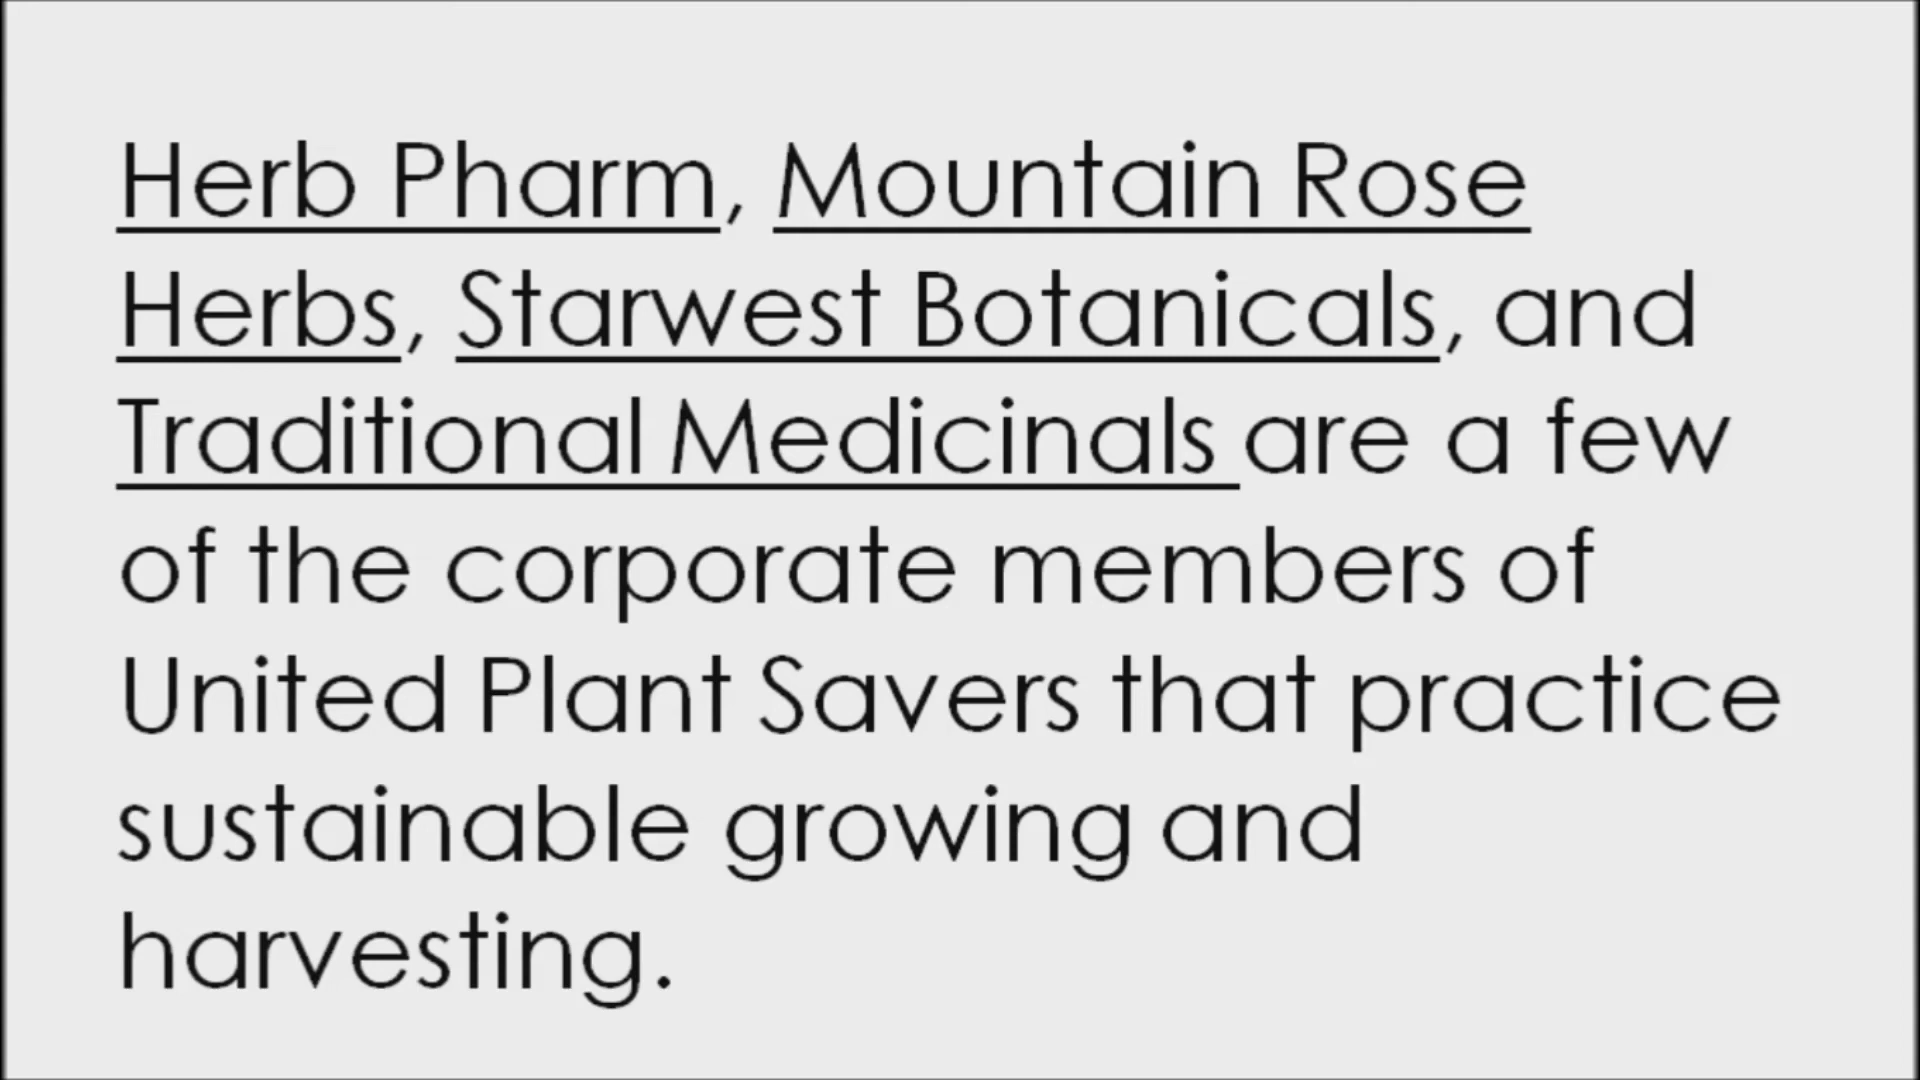 Herb Pharm, Mountain Rose
Herbs, Starwest Botanicals, and
Traditional Medicinals are a few
of the corporate members of
United Plant Savers that practice
sustainable growing and
harvesting.